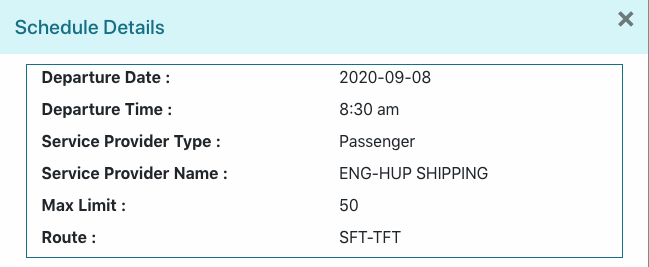 Schedule Details
Departure Date : 2020-09-08
Departure Time : 8:30 am
Service Provider Type : Passenger
Service Provider Name : ENG-HUP SHIPPING
Max Limit : 50
Route : SFT-TFT